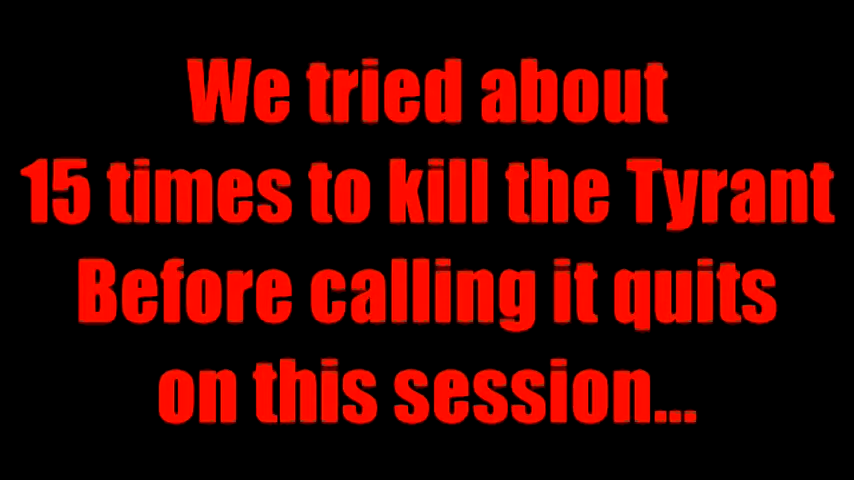 We tried about
15 times to kill the Tyrant
Before calling it quits
on this session...